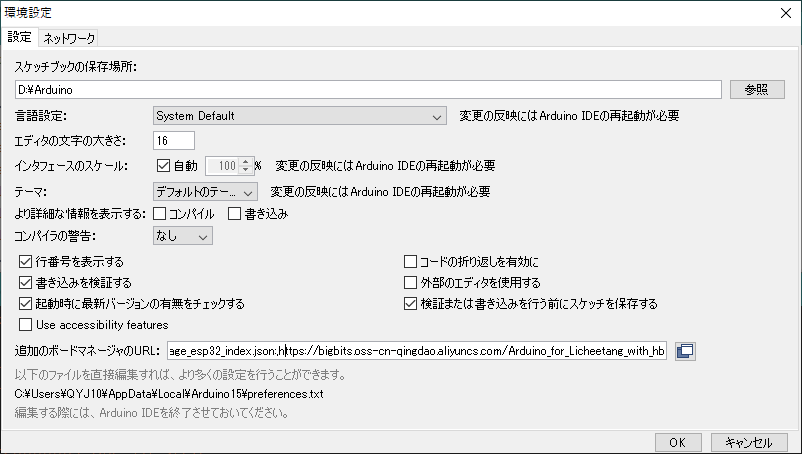 環境設定
設定 ネットワーク
スケッチブックの保存場所:
D:¥Arduino 参照
言語設定: System Default 変更の反映にはArduino IDEの再起動が必要
エディタの文字の大きさ: 16
インタフェースのスケール: 自動 100 % 変更の反映にはArduino IDEの再起動が必要
テーマ: デフォルトのテー... 変更の反映にはArduino IDEの再起動が必要
より詳細な情報を表示する: コンパイル 書き込み
コンパイラの警告: なし
行番号を表示する コードの折り返しを有効に
書き込みを検証する 外部のエディタを使用する
起動時に最新バージョンの有無をチェックする 検証または書き込みを行う前にスケッチを保存する
Use accessibility features
追加のボードマネージャのURL: age_esp32_index.json;,https://bigbits.oss-cn-qingdao.aliyuncs.com/Arduino_for_Licheetang_with_hb
以下のファイルを直接編集すれば、より多くの設定を行うことができます。
C:¥Users¥QYJ10¥AppData¥Local¥Arduino15¥preferences.txt
編集する際には、Arduino IDEを終了させておいてください。
OK キャンセル